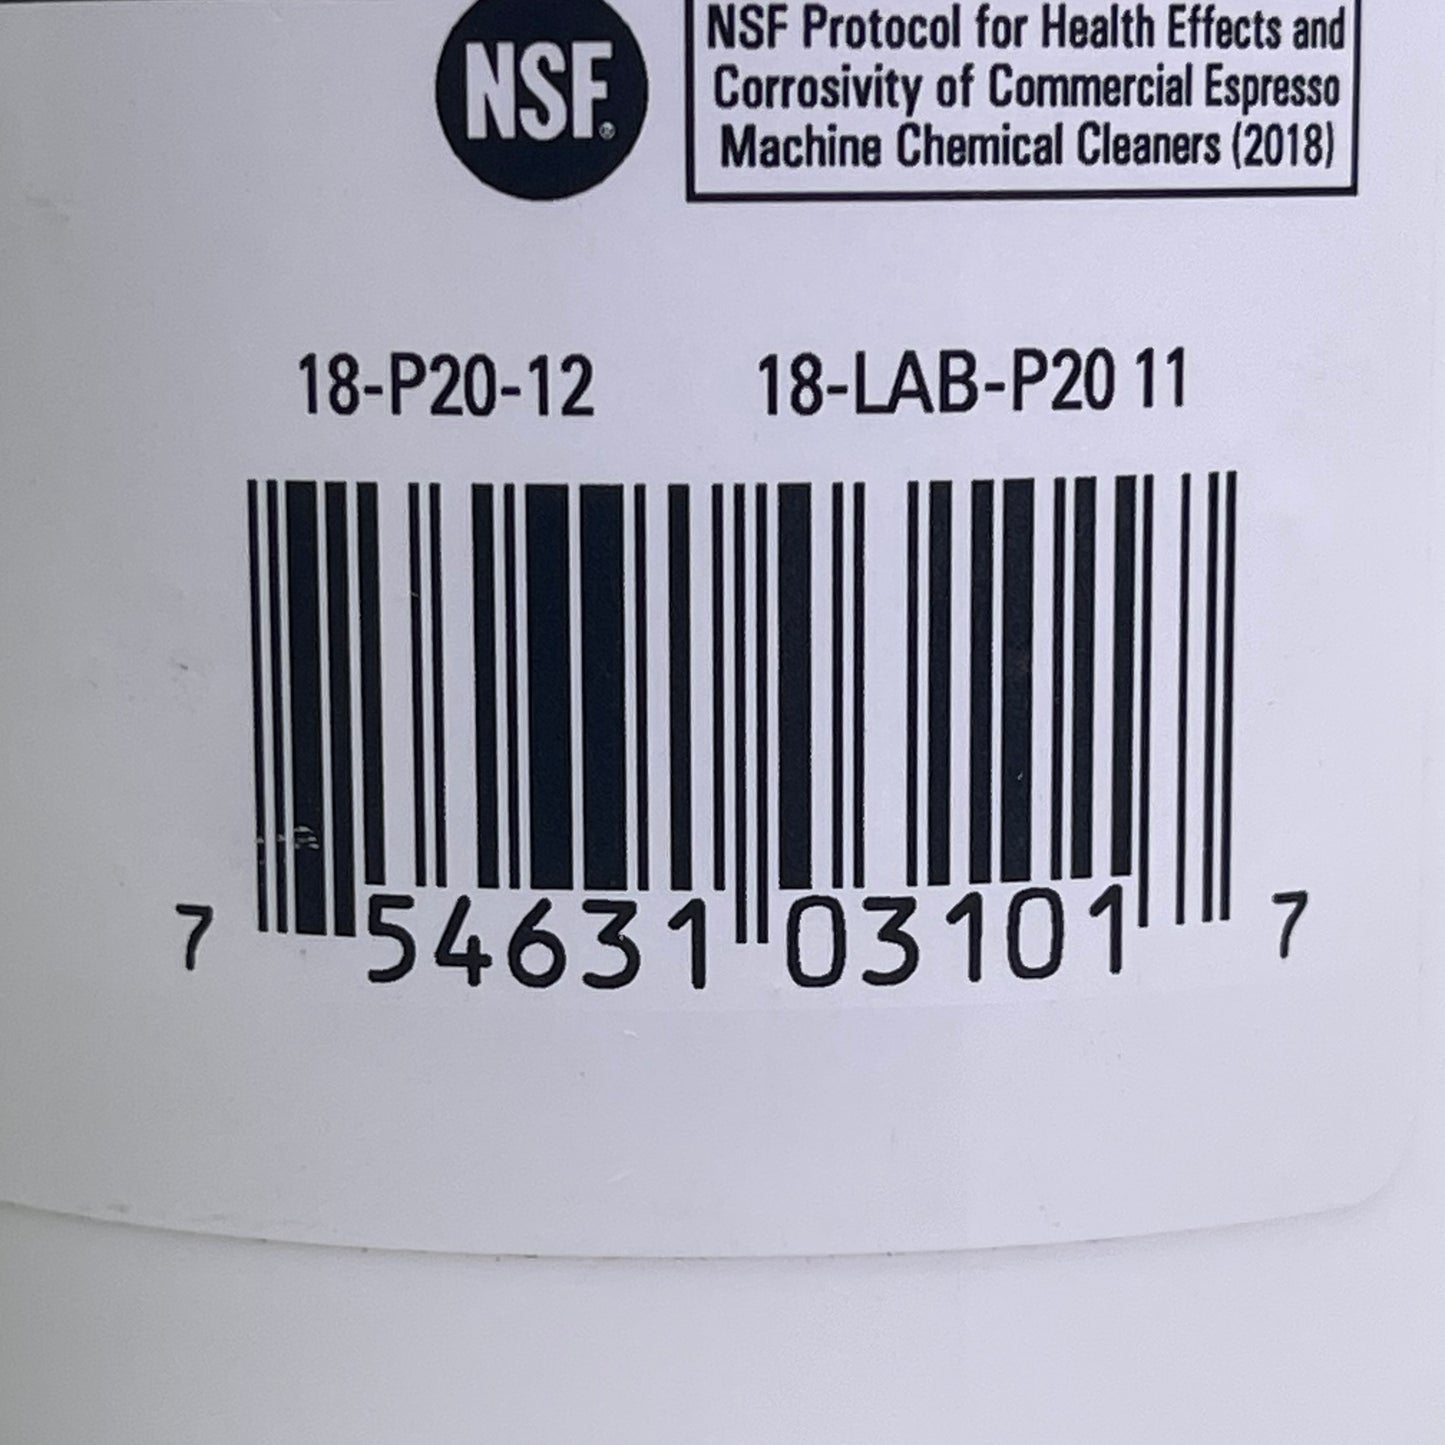 NSF®
NSF Protocol for Health Effects and
Corrosivity of Commercial Espresso
Machine Chemical Cleaners (2018)
18-P20-12 18-LAB-P20 11
7 54631 03101 7